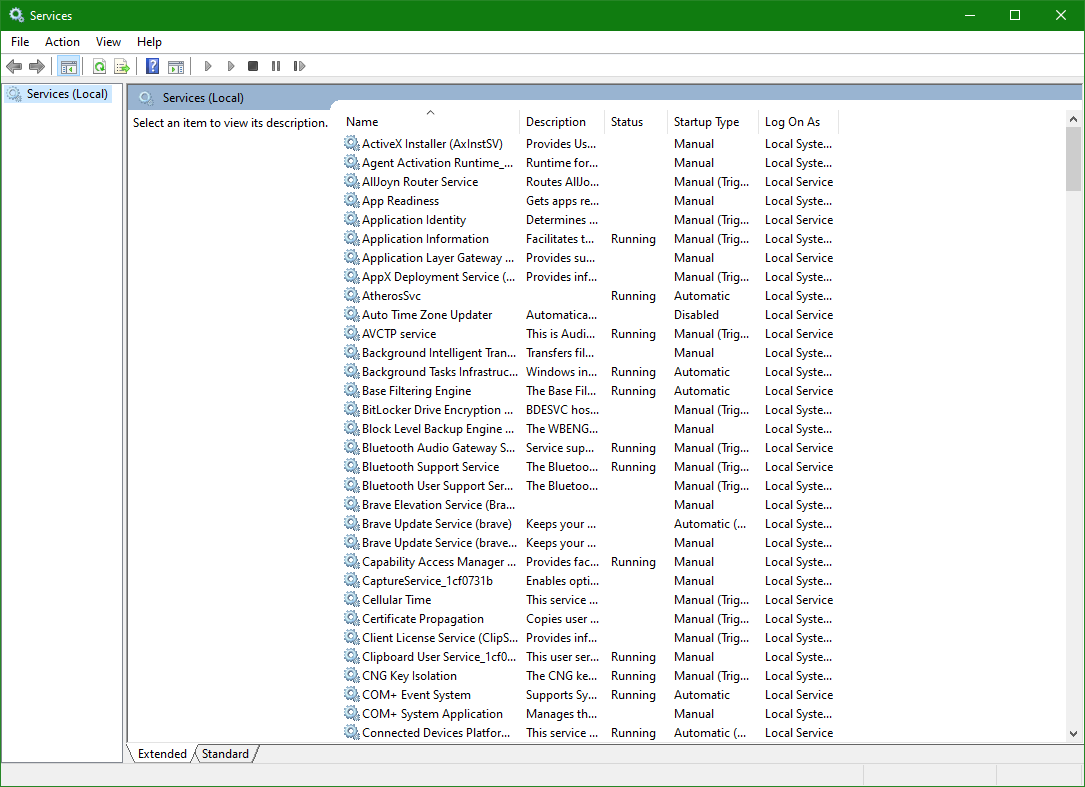 Services
File Action View Help
Services (Local)
Services (Local)
Select an item to view its description.
Name Description Status Startup Type Log On As
ActiveX Installer (AxInstSV) Provides Us... Manual Local Syste...
Agent Activation Runtime_... Runtime for... Manual Local Syste...
AllJoyn Router Service Routes AllJo... Manual (Trig... Local Service
App Readiness Gets apps re... Manual Local Syste...
Application Identity Determines ... Manual (Trig... Local Service
Application Information Facilitates t... Running Manual (Trig... Local Syste...
Application Layer Gateway ... Provides su... Manual Local Service
AppX Deployment Service (... Provides inf... Manual (Trig... Local Syste...
AtherosSvc Running Automatic Local Syste...
Auto Time Zone Updater Automatica... Disabled Local Service
AVCTP service This is Audi... Running Manual (Trig... Local Service
Background Intelligent Tran... Transfers fil... Manual Local Syste...
Background Tasks Infrastruc... Windows in... Running Automatic Local Syste...
Base Filtering Engine The Base Fil... Running Automatic Local Service
BitLocker Drive Encryption ... BDESVC hos... Manual (Trig... Local Syste...
Block Level Backup Engine ... The WBENG... Manual Local Syste...
Bluetooth Audio Gateway S... Service sup... Running Manual (Trig... Local Service
Bluetooth Support Service The Bluetoo... Running Manual (Trig... Local Service
Bluetooth User Support Ser... The Bluetoo... Manual (Trig... Local Syste...
Brave Elevation Service (Bra... Manual Local Syste...
Brave Update Service (brave) Keeps your ... Automatic (... Local Syste...
Brave Update Service (brave... Keeps your ... Manual Local Syste...
Capability Access Manager ... Provides fac... Running Manual Local Syste...
CaptureService_1cf0731b Enables opti... Manual Local Syste...
Cellular Time This service ... Manual (Trig... Local Service
Certificate Propagation Copies user ... Manual (Trig... Local Syste...
Client License Service (ClipS... Provides inf... Manual (Trig... Local Syste...
Clipboard User Service_1cf0... This user ser... Running Manual Local Syste...
CNG Key Isolation The CNG ke... Running Manual (Trig... Local Syste...
COM+ Event System Supports Sy... Running Automatic Local Service
COM+ System Application Manages th... Manual Local Syste...
Connected Devices Platfor... This service ... Running Automatic (... Local Service
Extended Standard